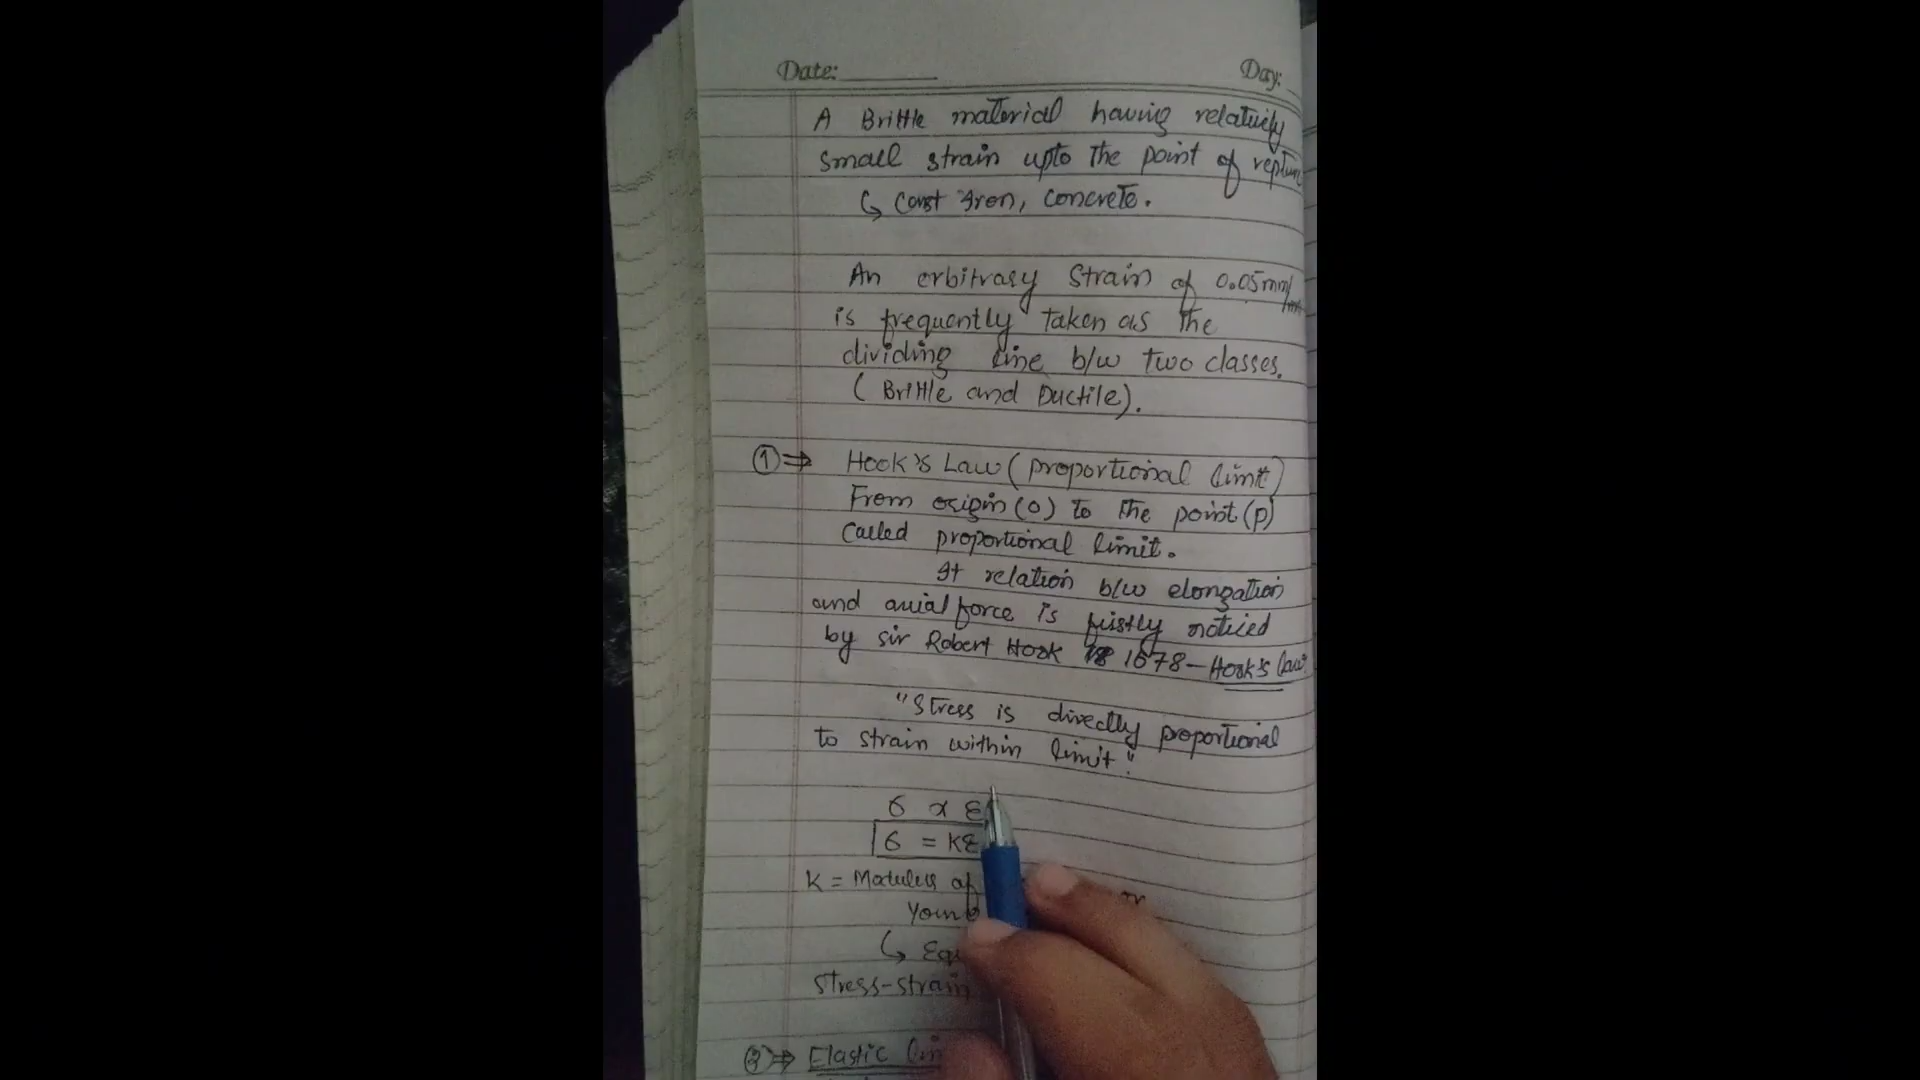 Date: Day:
A Brittle material having relatively
small strain upto the point of
Cast Iron, concrete.
An arbitrary Strain of 0.05mm/
is frequently taken as the
dividing line b/w two classes.
(Brittle and Ductile).
① ⇒ Hook's Law (proportional limit)
From origin (o) to the point (p)
Called proportional limit.
It relation b/w elongation
and axial force is firstly noticed
by sir Robert Hook 1678 - Hook's law.
"Stress is directly proportional
to strain within limit".
σ α ε
σ = kε
K = of
stress-strain
⇒ Elastic